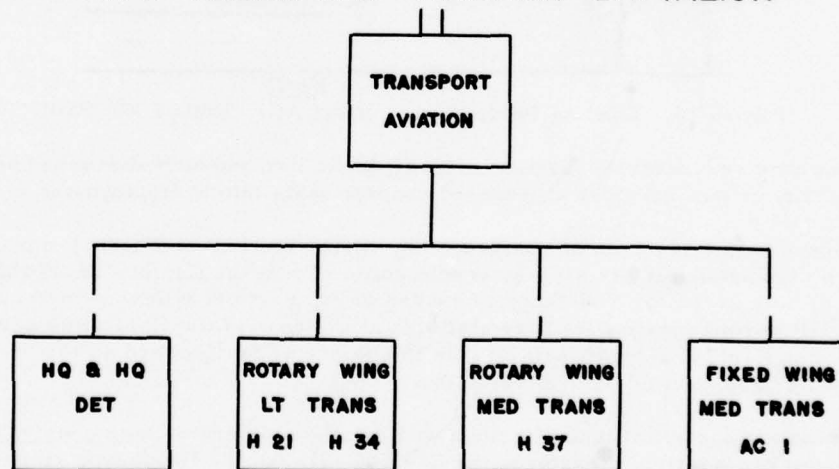 TRANSPORT
AVIATION
HQ & HQ
DET
ROTARY WING
LT TRANS
H 21 H 34
ROTARY WING
MED TRANS
H 37
FIXED WING
MED TRANS
AC 1